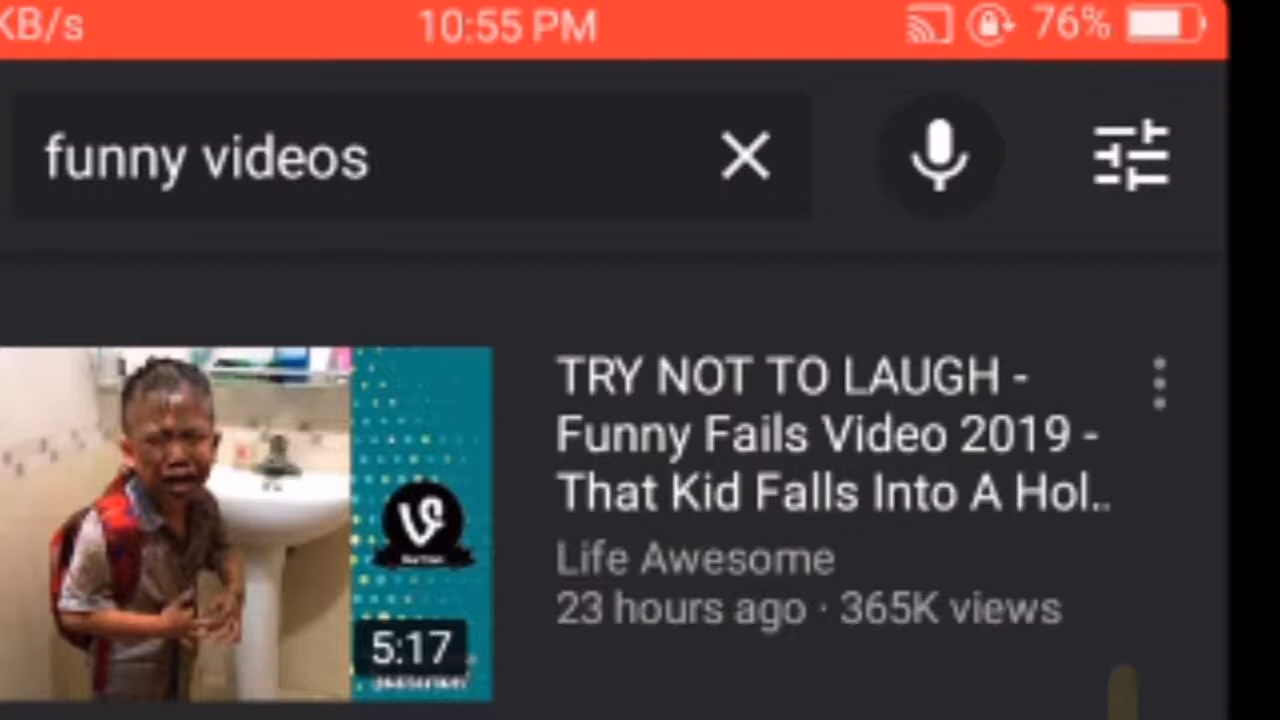 KB/s 10:55 PM 76%
funny videos
TRY NOT TO LAUGH -
Funny Fails Video 2019 -
That Kid Falls Into A Hol..
Life Awesome
23 hours ago · 365K views
5:17